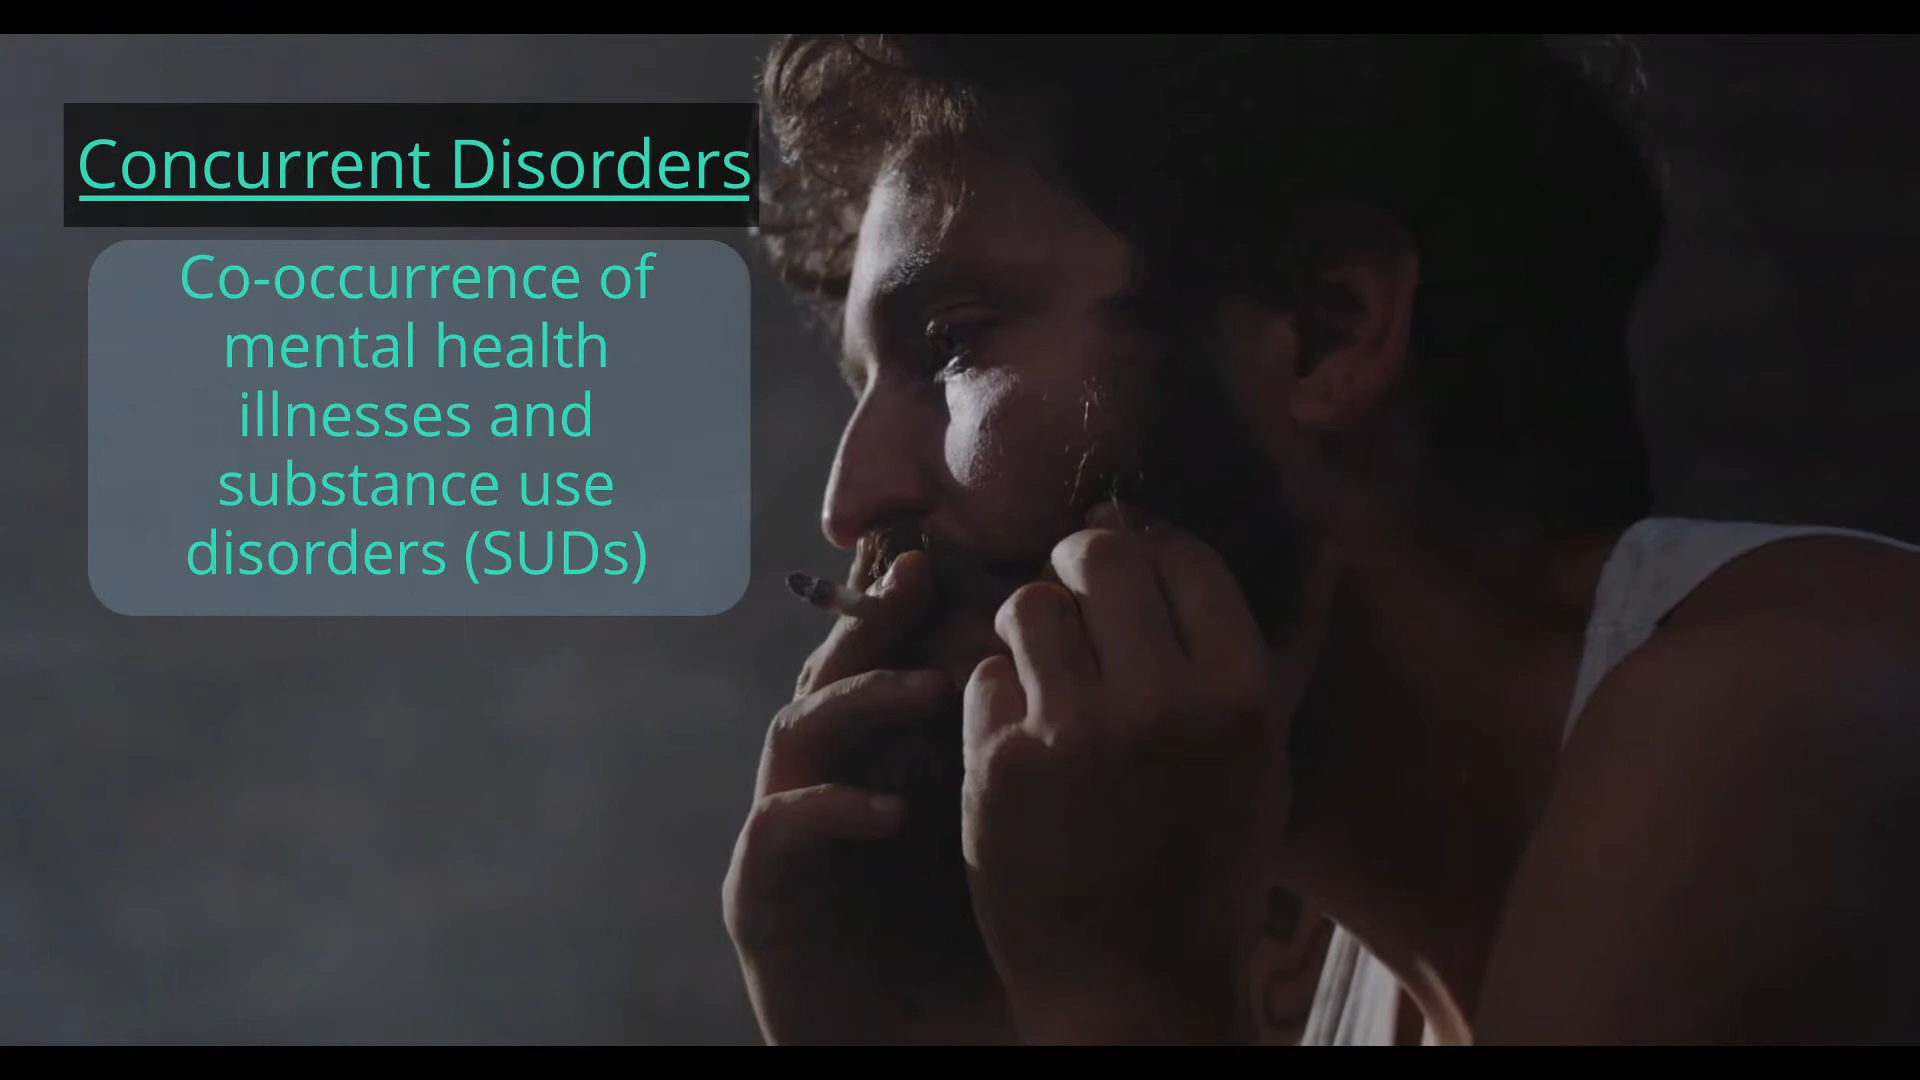 Concurrent Disorders
Co-occurrence of
mental health
illnesses and
substance use
disorders (SUDs)